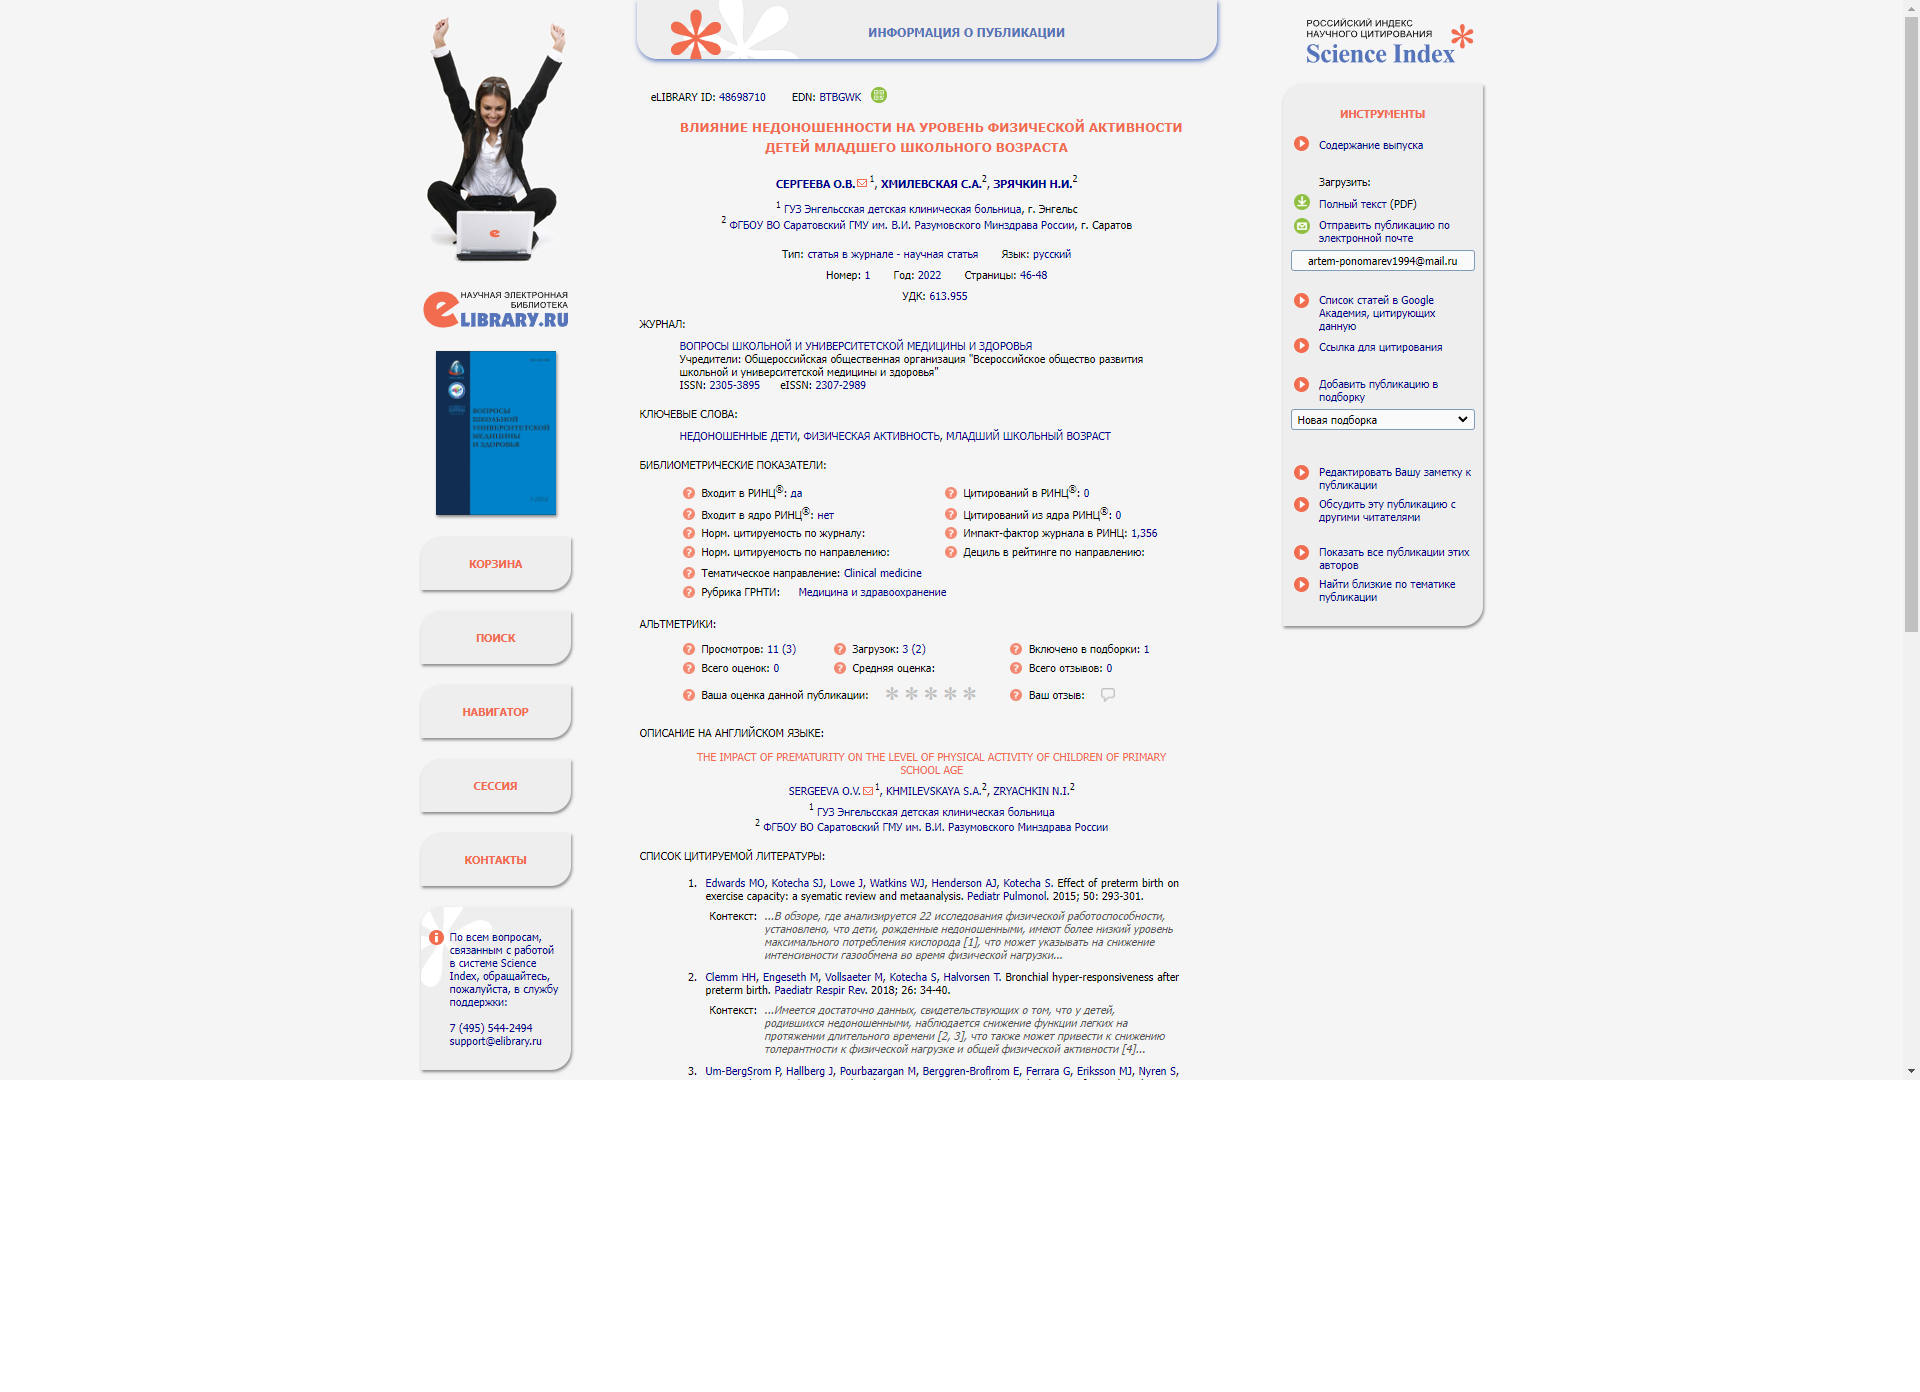 ИНФОРМАЦИЯ О ПУБЛИКАЦИИ
eLIBRARY ID: 48698710 EDN: BTBGWK
ВЛИЯНИЕ НЕДОНОШЕННОСТИ НА УРОВЕНЬ ФИЗИЧЕСКОЙ АКТИВНОСТИ
ДЕТЕЙ МЛАДШЕГО ШКОЛЬНОГО ВОЗРАСТА
СЕРГЕЕВА О.В. 1, ХМИЛЕВСКАЯ С.А.2, ЗРЯЧКИН Н.И.2
1 ГУЗ Энгельсская детская клиническая больница, г. Энгельс
2 ФГБОУ ВО Саратовский ГМУ им. В.И. Разумовского Минздрава России, г. Саратов
Тип: статья в журнале - научная статья Язык: русский
Номер: 1 Год: 2022 Страницы: 46-48
УДК: 613.955
ЖУРНАЛ:
ВОПРОСЫ ШКОЛЬНОЙ И УНИВЕРСИТЕТСКОЙ МЕДИЦИНЫ И ЗДОРОВЬЯ
Учредители: Общероссийская общественная организация "Всероссийское общество развития
школьной и университетской медицины и здоровья"
ISSN: 2305-3895 eISSN: 2307-2989
КЛЮЧЕВЫЕ СЛОВА:
НЕДОНОШЕННЫЕ ДЕТИ, ФИЗИЧЕСКАЯ АКТИВНОСТЬ, МЛАДШИЙ ШКОЛЬНЫЙ ВОЗРАСТ
БИБЛИОМЕТРИЧЕСКИЕ ПОКАЗАТЕЛИ:
Входит в РИНЦ®: да Цитирований в РИНЦ®: 0
Входит в ядро РИНЦ®: нет Цитирований из ядра РИНЦ®: 0
Норм. цитируемость по журналу: Импакт-фактор журнала в РИНЦ: 1,356
Норм. цитируемость по направлению: Дециль в рейтинге по направлению:
Тематическое направление: Clinical medicine
Рубрика ГРНТИ: Медицина и здравоохранение
АЛЬТМЕТРИКИ:
Просмотров: 11 (3) Загрузок: 3 (2) Включено в подборки: 1
Всего оценок: 0 Средняя оценка: Всего отзывов: 0
Ваша оценка данной публикации: Ваш отзыв:
ОПИСАНИЕ НА АНГЛИЙСКОМ ЯЗЫКЕ:
THE IMPACT OF PREMATURITY ON THE LEVEL OF PHYSICAL ACTIVITY OF CHILDREN OF PRIMARY
SCHOOL AGE
SERGEEVA O.V. 1, KHMILEVSKAYA S.A.2, ZRYACHKIN N.I.2
1 ГУЗ Энгельсская детская клиническая больница
2 ФГБОУ ВО Саратовский ГМУ им. В.И. Разумовского Минздрава России
СПИСОК ЦИТИРУЕМОЙ ЛИТЕРАТУРЫ:
1. Edwards MO, Kotecha SJ, Lowe J, Watkins WJ, Henderson AJ, Kotecha S. Effect of preterm birth on
exercise capacity: a syematic review and metaanalysis. Pediatr Pulmonol. 2015; 50: 293-301.
Контекст: ...В обзоре, где анализируется 22 исследования физической работоспособности,
установлено, что дети, рожденные недоношенными, имеют более низкий уровень
максимального потребления кислорода [1], что может указывать на снижение
интенсивности газообмена во время физической нагрузки...
2. Clemm HH, Engeseth M, Vollsaeter M, Kotecha S, Halvorsen T. Bronchial hyper-responsiveness after
preterm birth. Paediatr Respir Rev. 2018; 26: 34-40.
Контекст: ...Имеется достаточно данных, свидетельствующих о том, что у детей,
родившихся недоношенными, наблюдается снижение функции легких на
протяжении длительного времени [2, 3], что также может привести к снижению
толерантности к физической нагрузке и общей физической активности [4]...
3. Um-BergSrom P, Hallberg J, Pourbazargan M, Berggren-Broflrom E, Ferrara G, Eriksson MJ, Nyren S,
НАУЧНАЯ ЭЛЕКТРОННАЯ
БИБЛИОТЕКА
eLIBRARY.RU
ВОПРОСЫ
ШКОЛЬНОЙ
УНИВЕРСИТЕТСКОЙ
МЕДИЦИНЫ
И ЗДОРОВЬЯ
КОРЗИНА
ПОИСК
НАВИГАТОР
СЕССИЯ
КОНТАКТЫ
По всем вопросам,
связанным с работой
в системе Science
Index, обращайтесь,
пожалуйста, в службу
поддержки:
7 (495) 544-2494
support@elibrary.ru
РОССИЙСКИЙ ИНДЕКС
НАУЧНОГО ЦИТИРОВАНИЯ
Science Index
ИНСТРУМЕНТЫ
Содержание выпуска
Загрузить:
Полный текст (PDF)
Отправить публикацию по
электронной почте
artem-ponomarev1994@mail.ru
Список статей в Google
Академия, цитирующих
данную
Ссылка для цитирования
Добавить публикацию в
подборку
Новая подборка
Редактировать Вашу заметку к
публикации
Обсудить эту публикацию с
другими читателями
Показать все публикации этих
авторов
Найти близкие по тематике
публикации